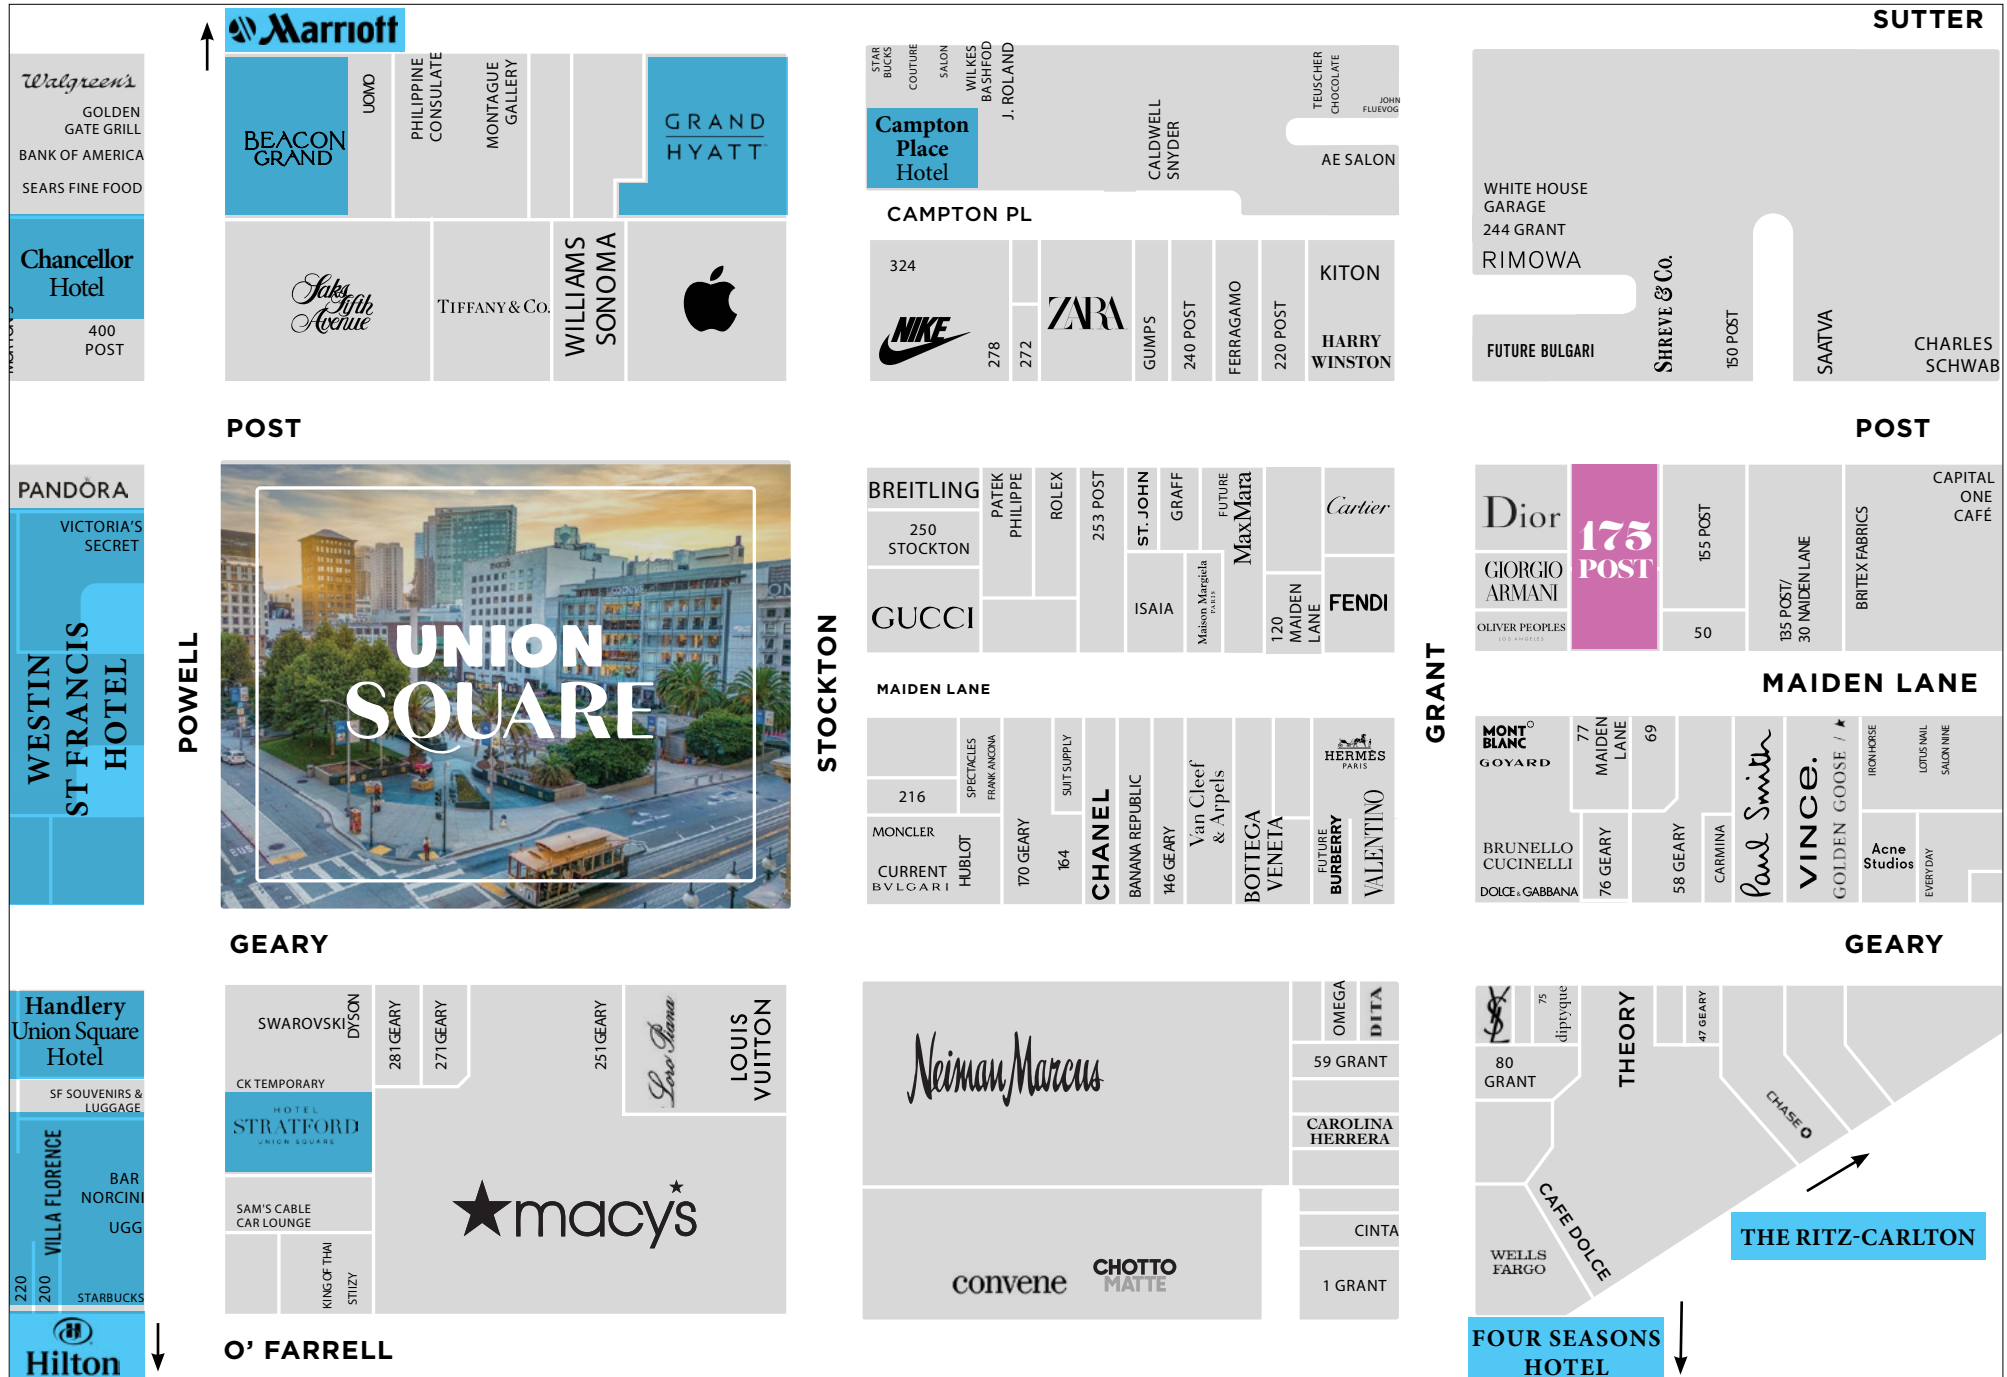 Marriott
SUTTER
Walgreen's
GOLDEN
GATE GRILL
BANK OF AMERICA
SEARS FINE FOOD
Chancellor
Hotel
400
POST
BEACON
GRAND
UOMO
PHILIPPINE
CONSULATE
MONTAGUE
GALLERY
GRAND
HYATT
Saks
Fifth
Avenue
TIFFANY & CO.
WILLIAMS
SONOMA
STAR
BUCKS
COUTURE
SALON
WILKES
BASHFOD
J. ROLAND
Campton
Place
Hotel
CALDWELL
SNYDER
TEUSCHER
CHOCOLATE
JOHN
FLUEVOG
AE SALON
CAMPTON PL
324
NIKE
278
272
ZARA
GUMPS
240 POST
FERRAGAMO
220 POST
KITON
HARRY
WINSTON
WHITE HOUSE
GARAGE
244 GRANT
RIMOWA
FUTURE BULGARI
SHREVE & Co.
150 POST
SAATVA
CHARLES
SCHWAB
POST
POST
PANDORA
VICTORIA'S
SECRET
WESTIN
ST FRANCIS
HOTEL
POWELL
UNION
SQUARE
STOCKTON
BREITLING
250
STOCKTON
GUCCI
PATEK
PHILIPPE
ROLEX
253 POST
ST. JOHN
GRAFF
FUTURE
MaxMara
ISAIA
Maison Margiela
PARIS
120
MAIDEN
LANE
Cartier
FENDI
MAIDEN LANE
GRANT
Dior
GIORGIO
ARMANI
OLIVER PEOPLES
LOS ANGELES
175
POST
155 POST
50
135 POST/
30 NAIDEN LANE
BRITEX FABRICS
CAPITAL
ONE
CAFÉ
MAIDEN LANE
216
MONCLER
CURRENT
BVLGARI
SPECTACLES
FRANK ANCONA
HUBLOT
170 GEARY
SUIT SUPPLY
164
CHANEL
BANANA REPUBLIC
146 GEARY
Van Cleef
& Arpels
BOTTEGA
VENETA
FUTURE
BURBERRY
HERMÈS
PARIS
VALENTINO
MONT
BLANC
GOYARD
BRUNELLO
CUCINELLI
DOLCE & GABBANA
77
MAIDEN
LANE
69
76 GEARY
58 GEARY
CARMINA
Paul Smith
VINCE.
GOLDEN GOOSE /
IRON HORSE
LOTUS NAIL
SALON NINE
Acne
Studios
EVERYDAY
GEARY
GEARY
Handlery
Union Square
Hotel
SF SOUVENIRS &
LUGGAGE
VILLA FLORENCE
BAR
NORCINI
UGG
220
200
STARBUCKS
Hilton
SWAROVSKI
DYSON
CK TEMPORARY
HOTEL
STRATFORD
UNION SQUARE
SAM'S CABLE
CAR LOUNGE
KING OF THAI
STIIZY
281 GEARY
271 GEARY
251 GEARY
Loro Piana
LOUIS
VUITTON
macy's
O' FARRELL
Neiman Marcus
OMEGA
DITA
59 GRANT
CAROLINA
HERRERA
CINTA
1 GRANT
convene
CHOTTO
MATTE
YSL
75
diptyque
80
GRANT
THEORY
47 GEARY
CHASE
CAFE DOLCE
WELLS
FARGO
THE RITZ-CARLTON
FOUR SEASONS
HOTEL